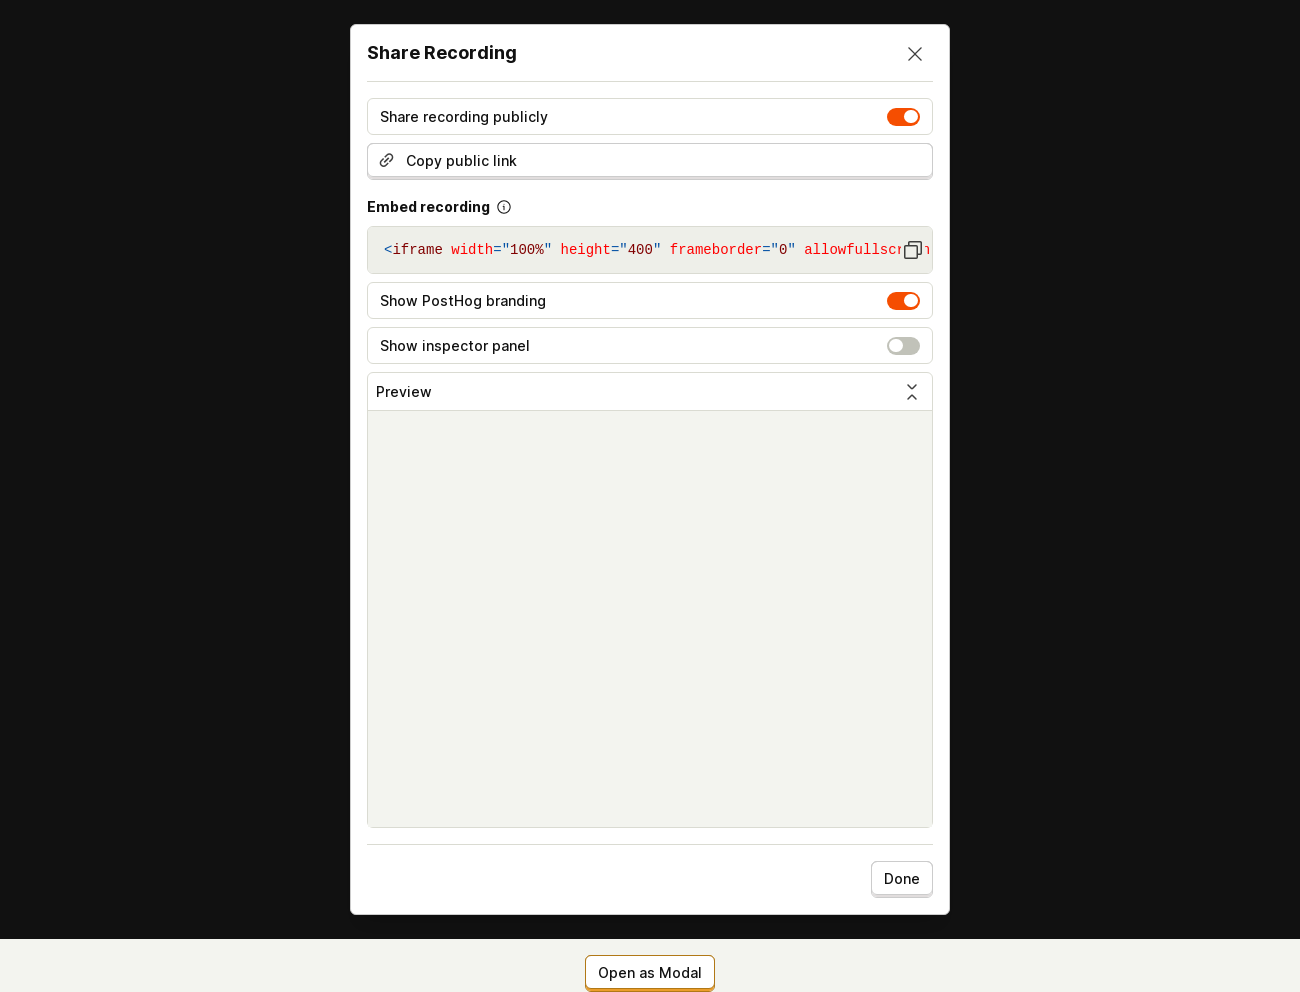 Share Recording
Share recording publicly
Copy public link
Embed recording
<iframe width="100%" height="400" frameborder="0" allowfullscr
Show PostHog branding
Show inspector panel
Preview
Done
Open as Modal